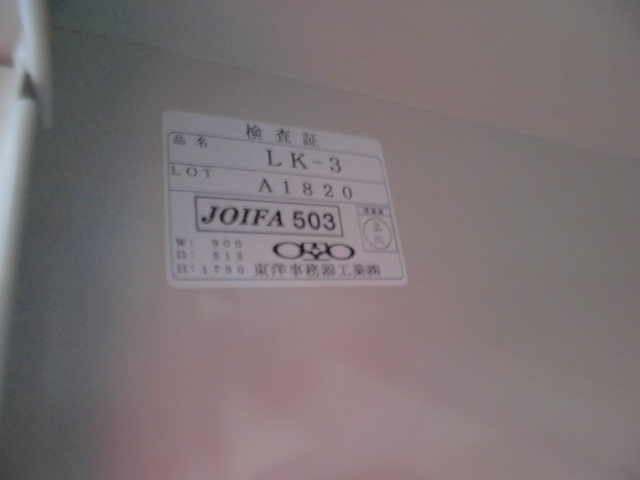 検査証
品名 LK-3
LOT A1820
JOIFA 503
W: 900
D: 515
H: 1790
東洋事務器工業㈱